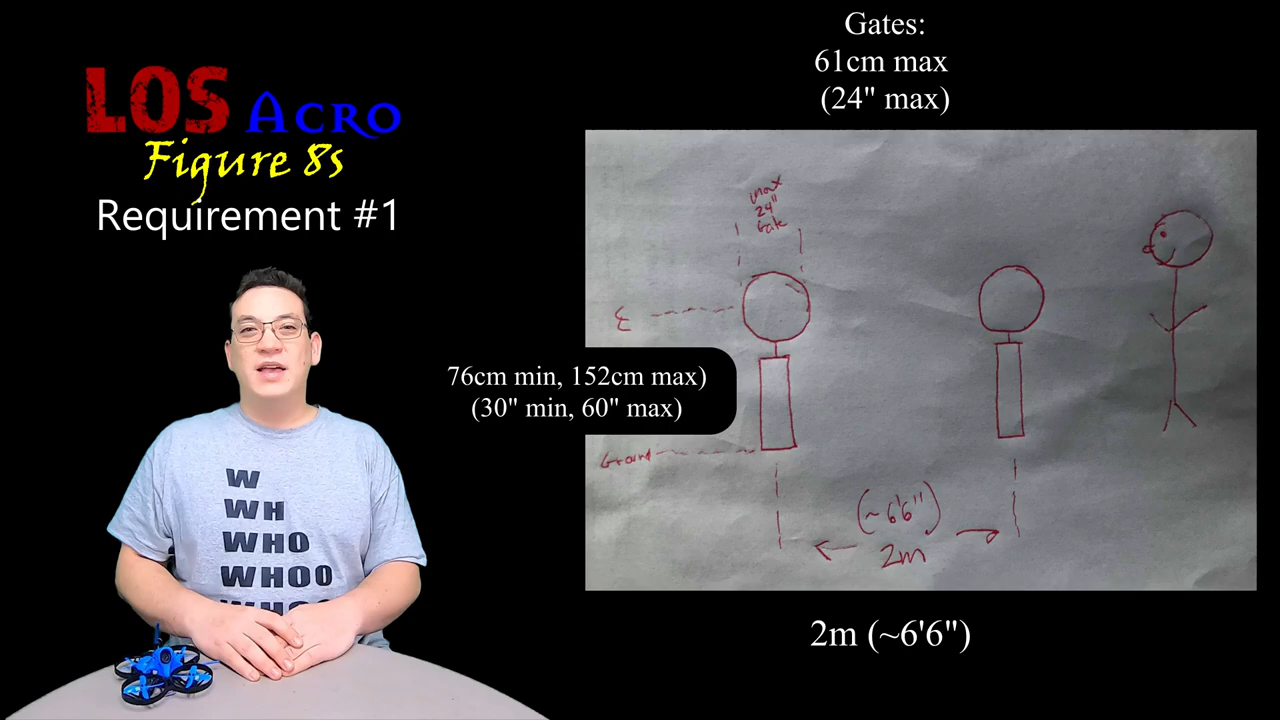 LOS Acro
Figure 8s
Requirement #1
Gates:
61cm max
(24" max)
max
24"
Gate
76cm min, 152cm max)
(30" min, 60" max)
Ground
(~6'6")
2m
2m (~6'6")
W
WH
WHO
WHOO
WHOO